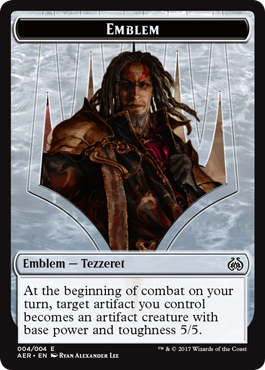 EMBLEM
Emblem — Tezzeret
At the beginning of combat on your
turn, target artifact you control
becomes an artifact creature with
base power and toughness 5/5.
004/004 E
AER • EN RYAN ALEXANDER LEE
™ & © 2017 Wizards of the Coast